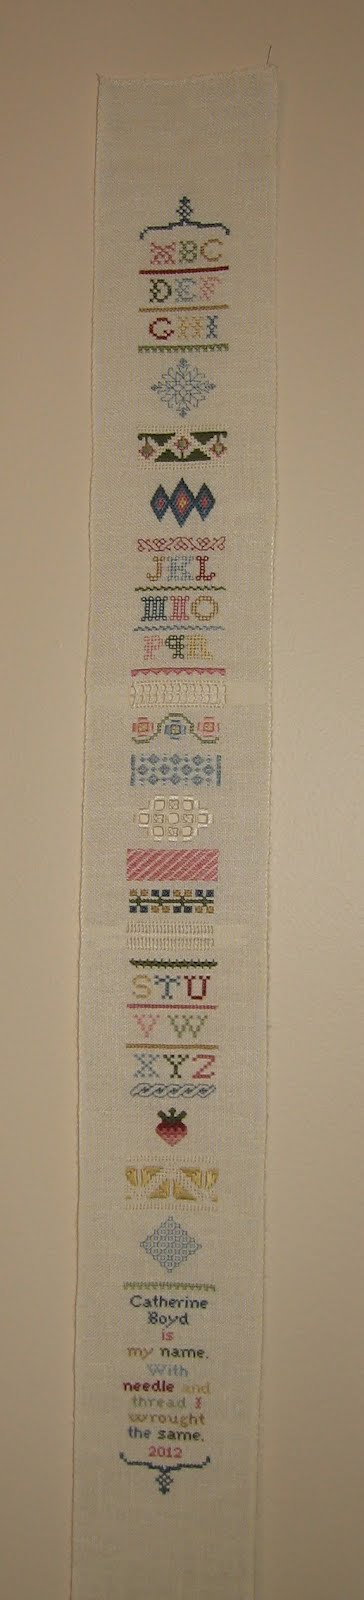 ABC
DEF
GHI
JKL
MNO
PQR
STU
VW
XYZ
Catherine
Boyd
is
my name.
With
needle and
thread I
wrought
the same.
2012